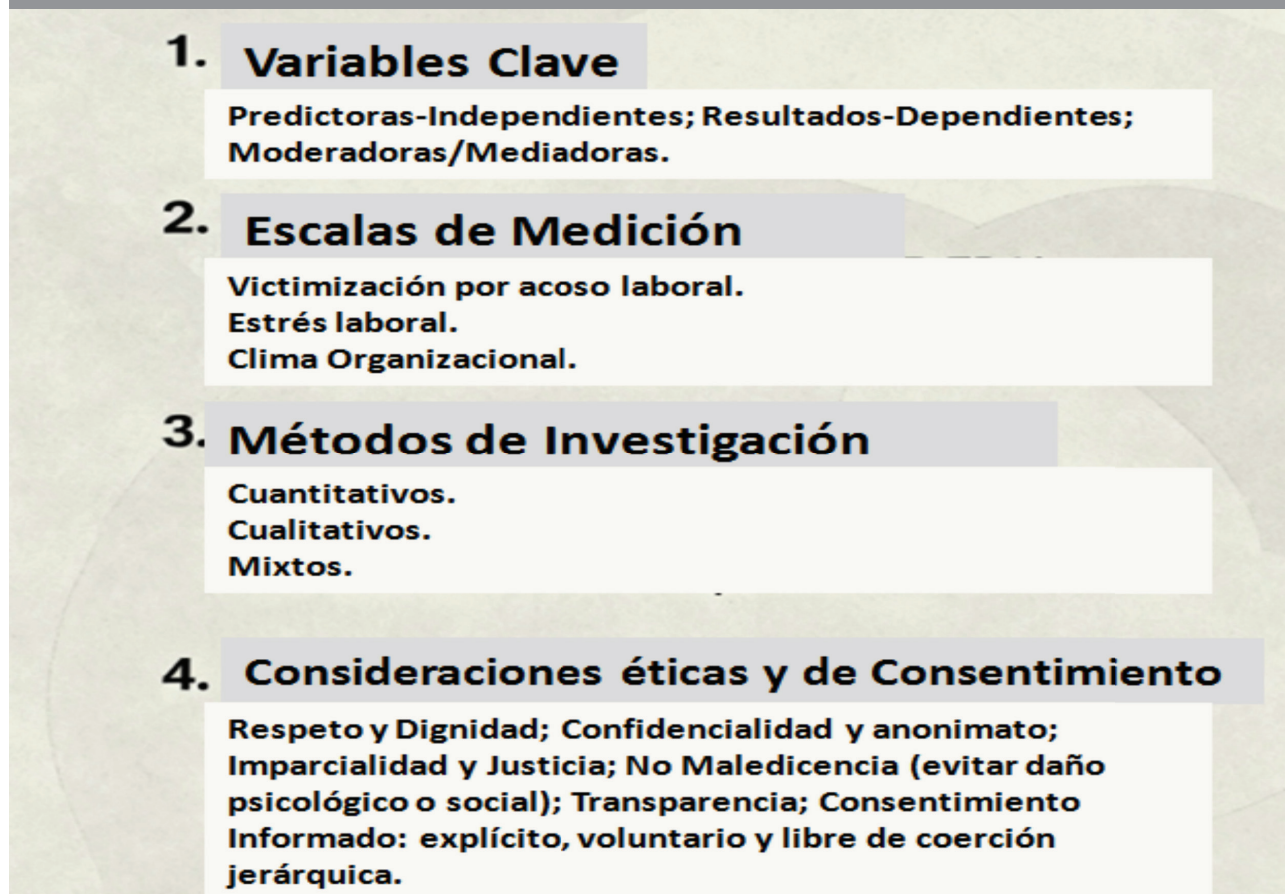 1. Variables Clave
Predictoras-Independientes; Resultados-Dependientes;
Moderadoras/Mediadoras.
2. Escalas de Medición
Victimización por acoso laboral.
Estrés laboral.
Clima Organizacional.
3. Métodos de Investigación
Cuantitativos.
Cualitativos.
Mixtos.
4. Consideraciones éticas y de Consentimiento
Respeto y Dignidad; Confidencialidad y anonimato;
Imparcialidad y Justicia; No Maledicencia (evitar daño
psicológico o social); Transparencia; Consentimiento
Informado: explícito, voluntario y libre de coerción
jerárquica.